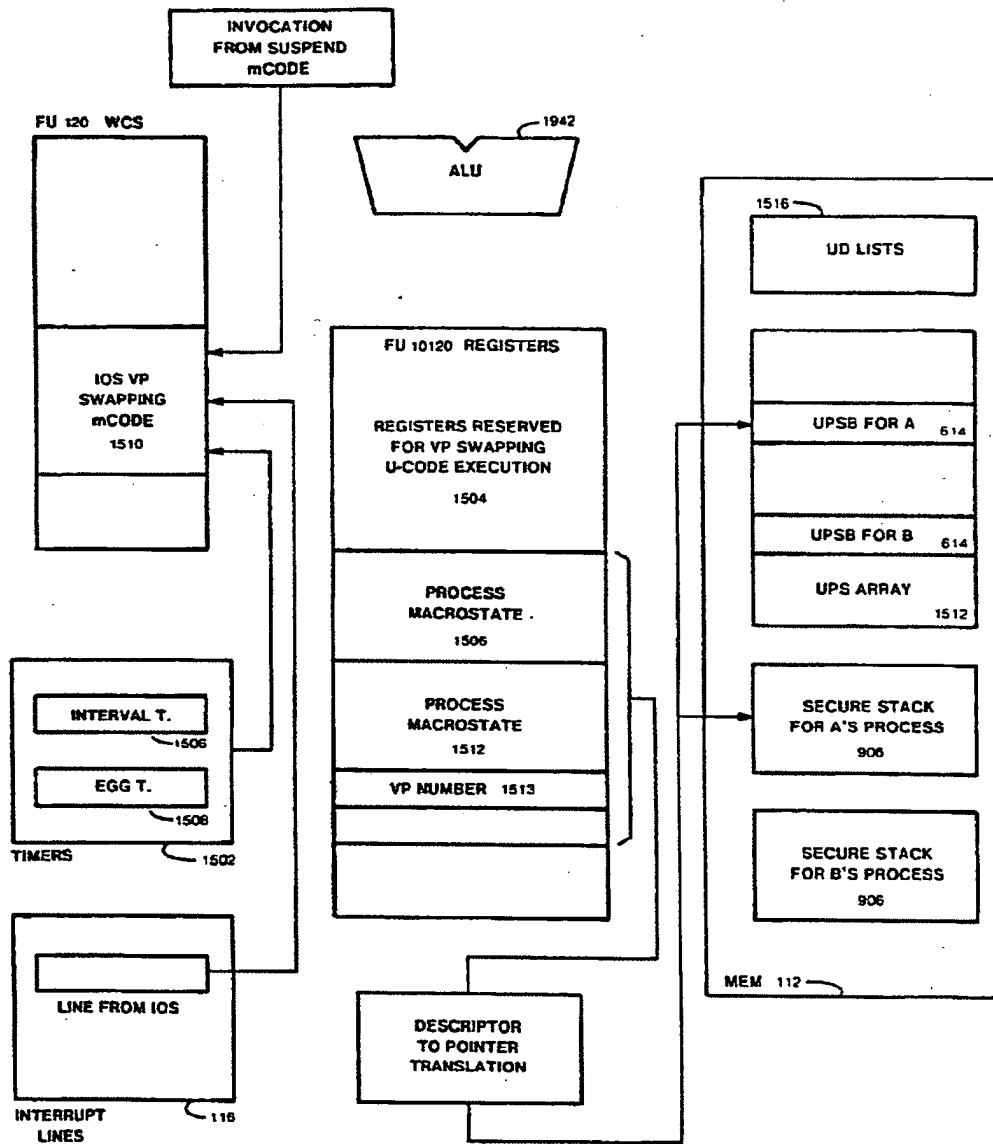 INVOCATION
FROM SUSPEND
mCODE
FU 120 WCS
1942
ALU
1516
UD LISTS
FU 10120 REGISTERS
IOS VP
SWAPPING
mCODE
1510
REGISTERS RESERVED
FOR VP SWAPPING
U-CODE EXECUTION
1504
UPSB FOR A 614
UPSB FOR B 614
UPS ARRAY
1512
PROCESS
MACROSTATE
1506
PROCESS
MACROSTATE
1512
VP NUMBER 1513
INTERVAL T.
1506
EGG T.
1508
TIMERS
1502
SECURE STACK
FOR A'S PROCESS
906
SECURE STACK
FOR B'S PROCESS
906
LINE FROM IOS
INTERRUPT
LINES
116
DESCRIPTOR
TO POINTER
TRANSLATION
MEM 112